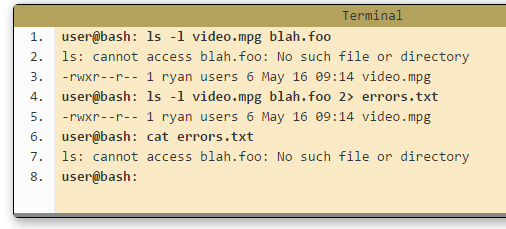 Terminal
1. user@bash: ls -l video.mpg blah.foo
2. ls: cannot access blah.foo: No such file or directory
3. -rwxr--r-- 1 ryan users 6 May 16 09:14 video.mpg
4. user@bash: ls -l video.mpg blah.foo 2> errors.txt
5. -rwxr--r-- 1 ryan users 6 May 16 09:14 video.mpg
6. user@bash: cat errors.txt
7. ls: cannot access blah.foo: No such file or directory
8. user@bash: